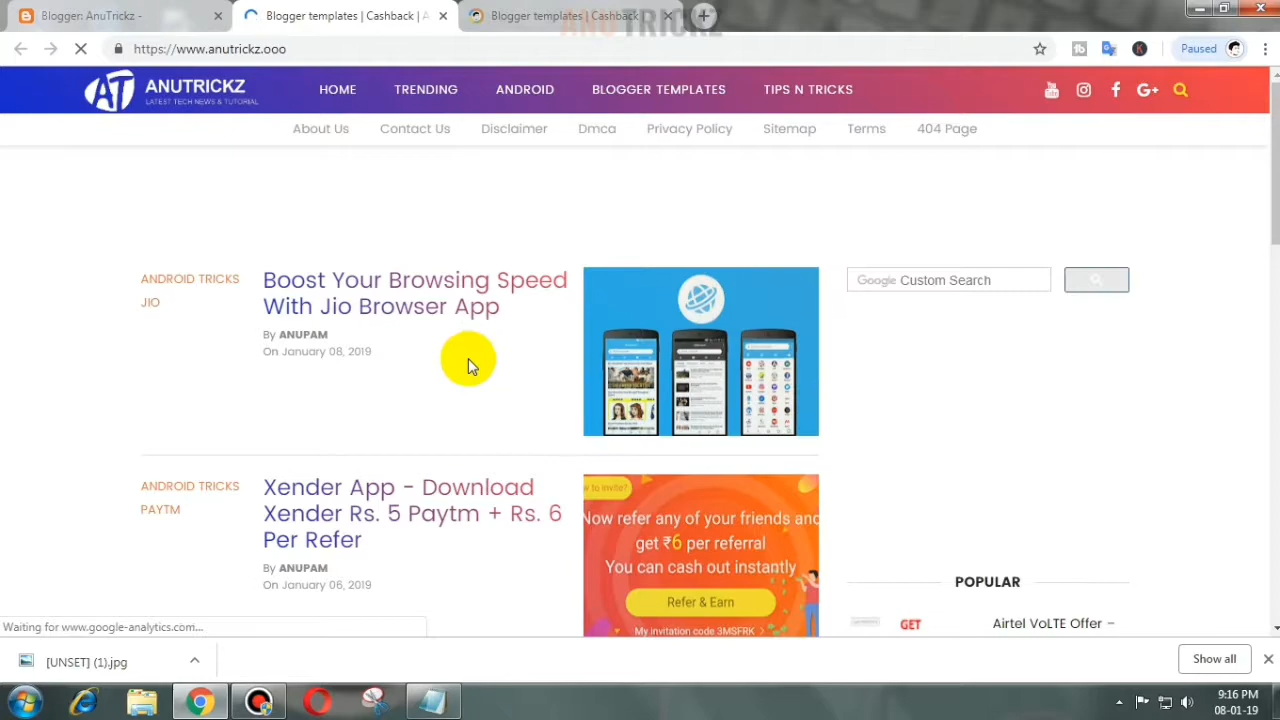 Blogger: AnuTrickz -
Blogger templates | Cashback | A
Blogger templates | Cashback
ANUTRICKZ
https://www.anutrickz.ooo
Paused
AT
ANUTRICKZ
LATEST TECH NEWS & TUTORIAL
HOME
TRENDING
ANDROID
BLOGGER TEMPLATES
TIPS N TRICKS
About Us
Contact Us
Disclaimer
Dmca
Privacy Policy
Sitemap
Terms
404 Page
ANDROID TRICKS
JIO
Boost Your Browsing Speed
With Jio Browser App
By ANUPAM
On January 08, 2019
Google Custom Search
ANDROID TRICKS
PAYTM
Xender App - Download
Xender Rs. 5 Paytm + Rs. 6
Per Refer
By ANUPAM
On January 06, 2019
w to Invite?
Now refer any of your friends and
get ₹6 per referral
You can cash out instantly
Refer & Earn
My invitation code 3MSFRK >
POPULAR
GET
Airtel VoLTE Offer –
Waiting for www.google-analytics.com...
[UNSET] (1).jpg
Show all
9:16 PM
08-01-19